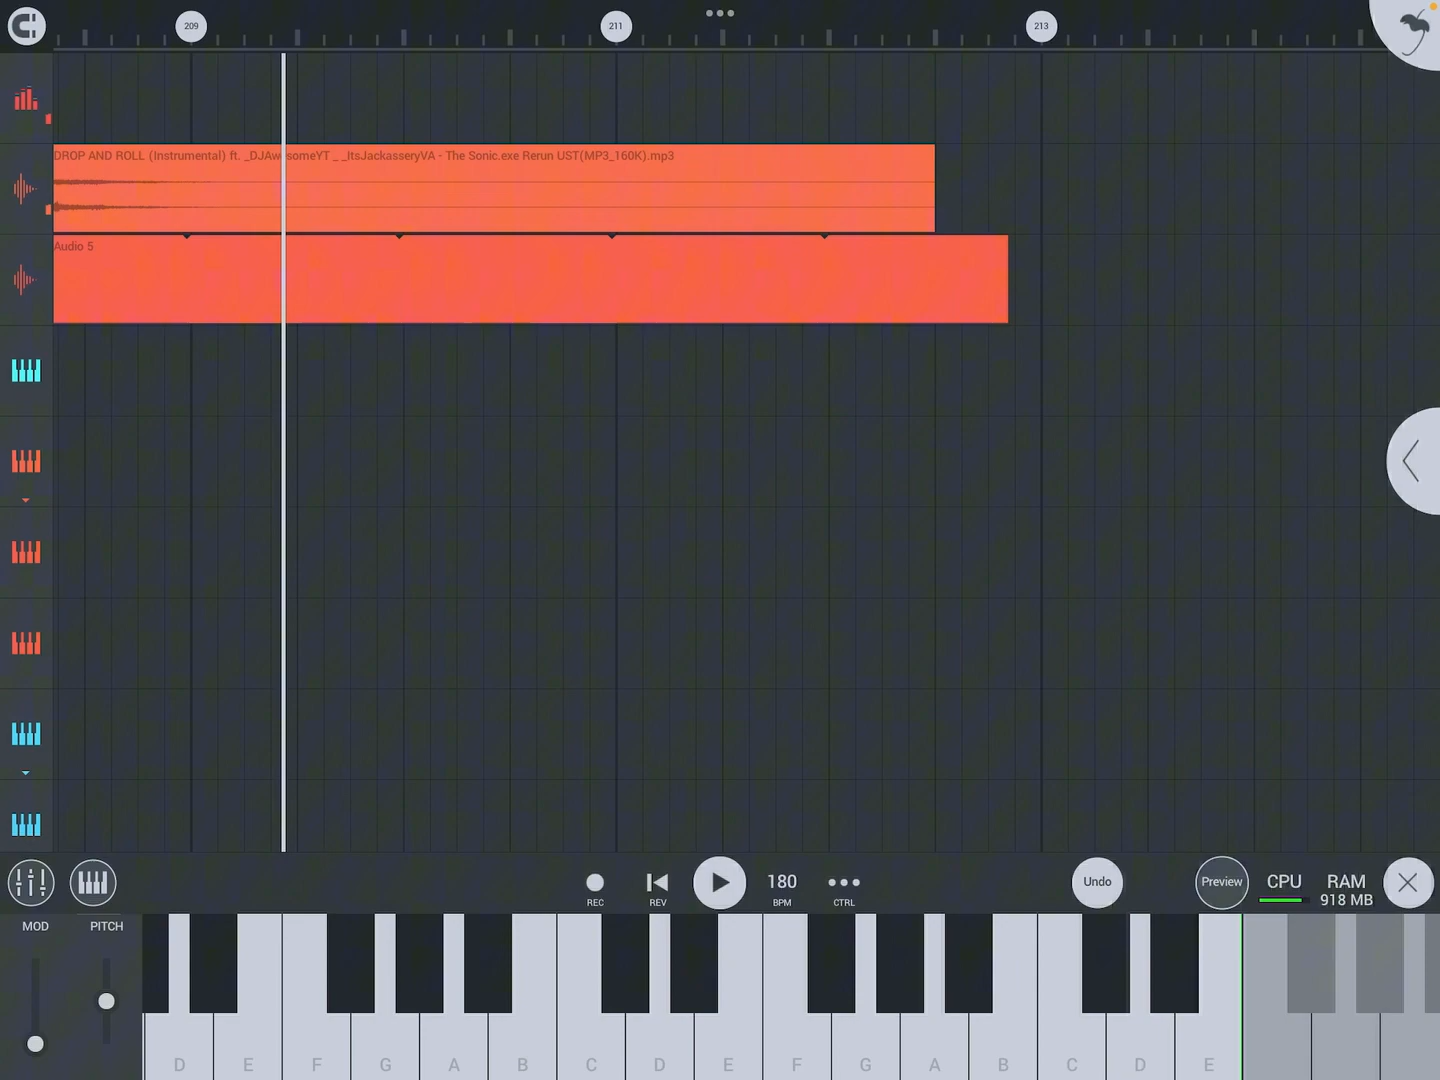 209
211
213
DROP AND ROLL (Instrumental) ft. _DJAw someYT _ _ItsJackasseryVA - The Sonic.exe Rerun UST(MP3_160K).mp3
Audio 5
REC
REV
180
BPM
CTRL
Undo
Preview
CPU
RAM
918 MB
MOD
PITCH
D E F G A B C D E F G A B C D E